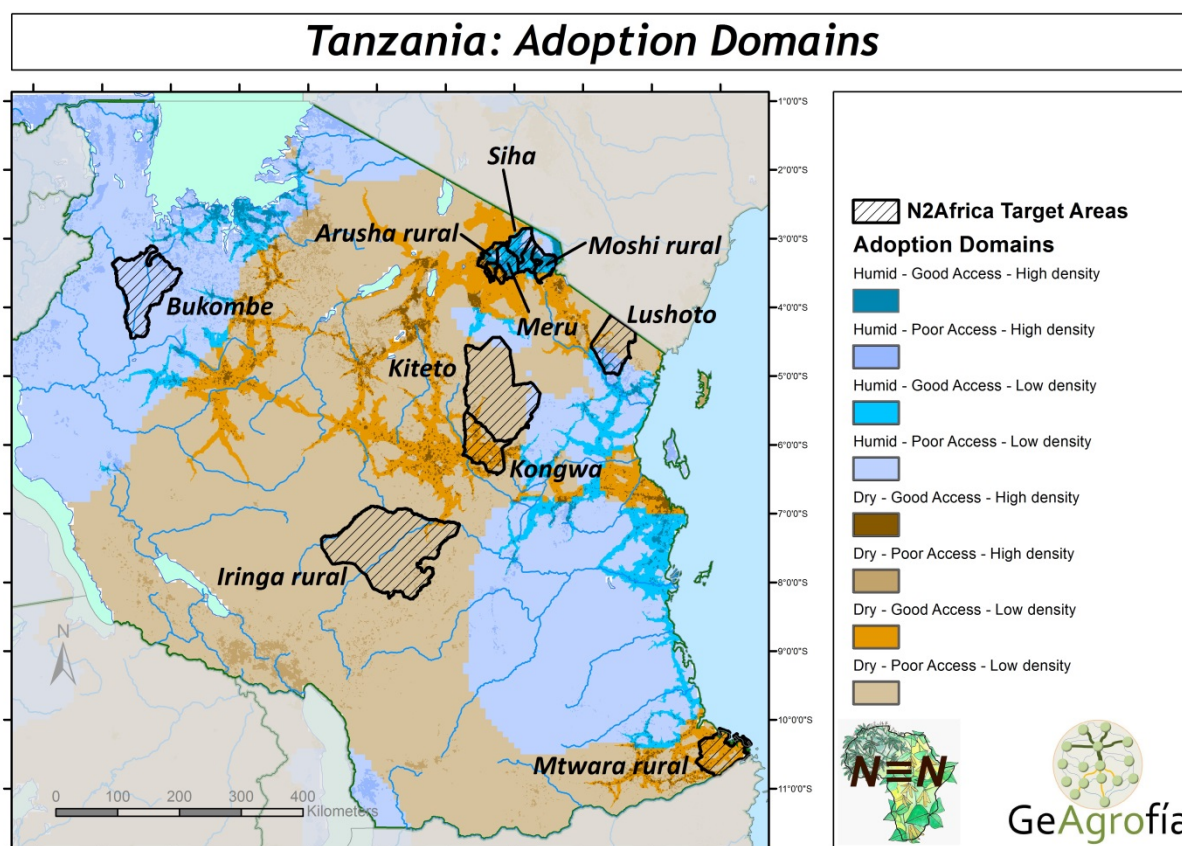 Tanzania: Adoption Domains
1°0'0"S
2°0'0"S
3°0'0"S
4°0'0"S
5°0'0"S
6°0'0"S
7°0'0"S
8°0'0"S
9°0'0"S
10°0'0"S
11°0'0"S
Siha
Arusha rural
Moshi rural
Bukombe
Meru
Lushoto
Kiteto
Kongwa
Iringa rural
Mtwara rural
N
0 100 200 300 400
Kilometers
N2Africa Target Areas
Adoption Domains
Humid - Good Access - High density
Humid - Poor Access - High density
Humid - Good Access - Low density
Humid - Poor Access - Low density
Dry - Good Access - High density
Dry - Poor Access - High density
Dry - Good Access - Low density
Dry - Poor Access - Low density
N≡N
GeAgrofía